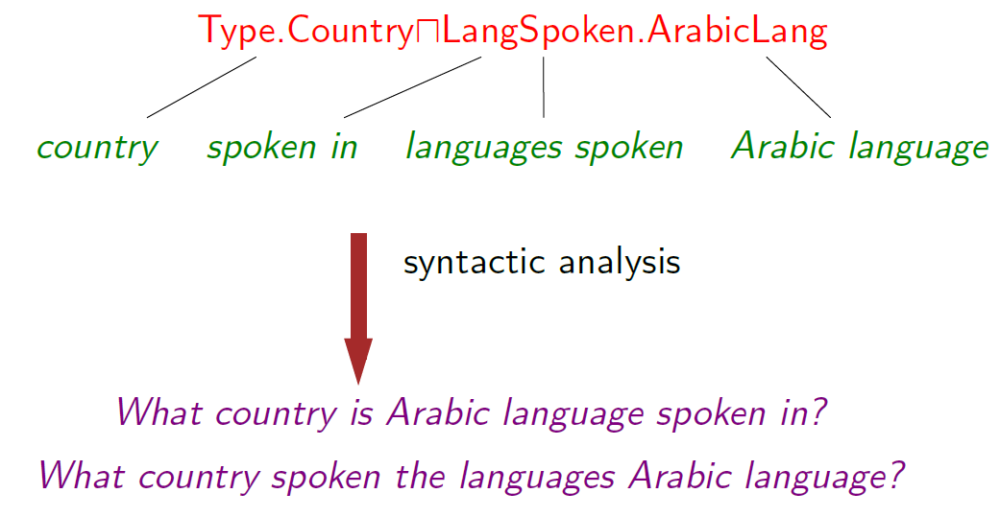 Type.Country⊓LangSpoken.ArabicLang
country spoken in languages spoken Arabic language
syntactic analysis
What country is Arabic language spoken in?
What country spoken the languages Arabic language?